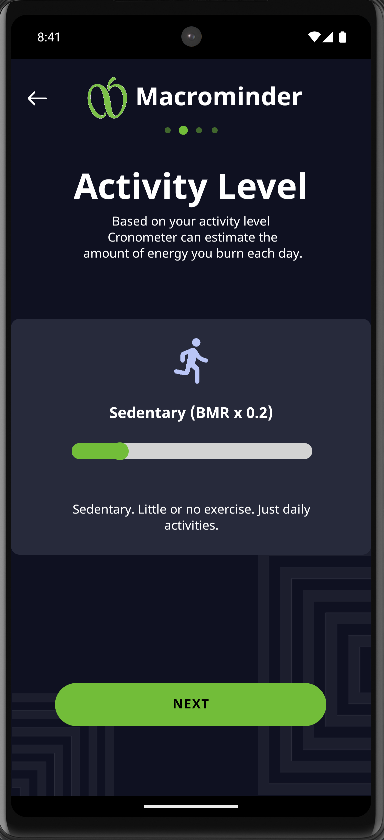 8:41
Macrominder
Activity Level
Based on your activity level
Cronometer can estimate the
amount of energy you burn each day.
Sedentary (BMR x 0.2)
Sedentary. Little or no exercise. Just daily
activities.
NEXT